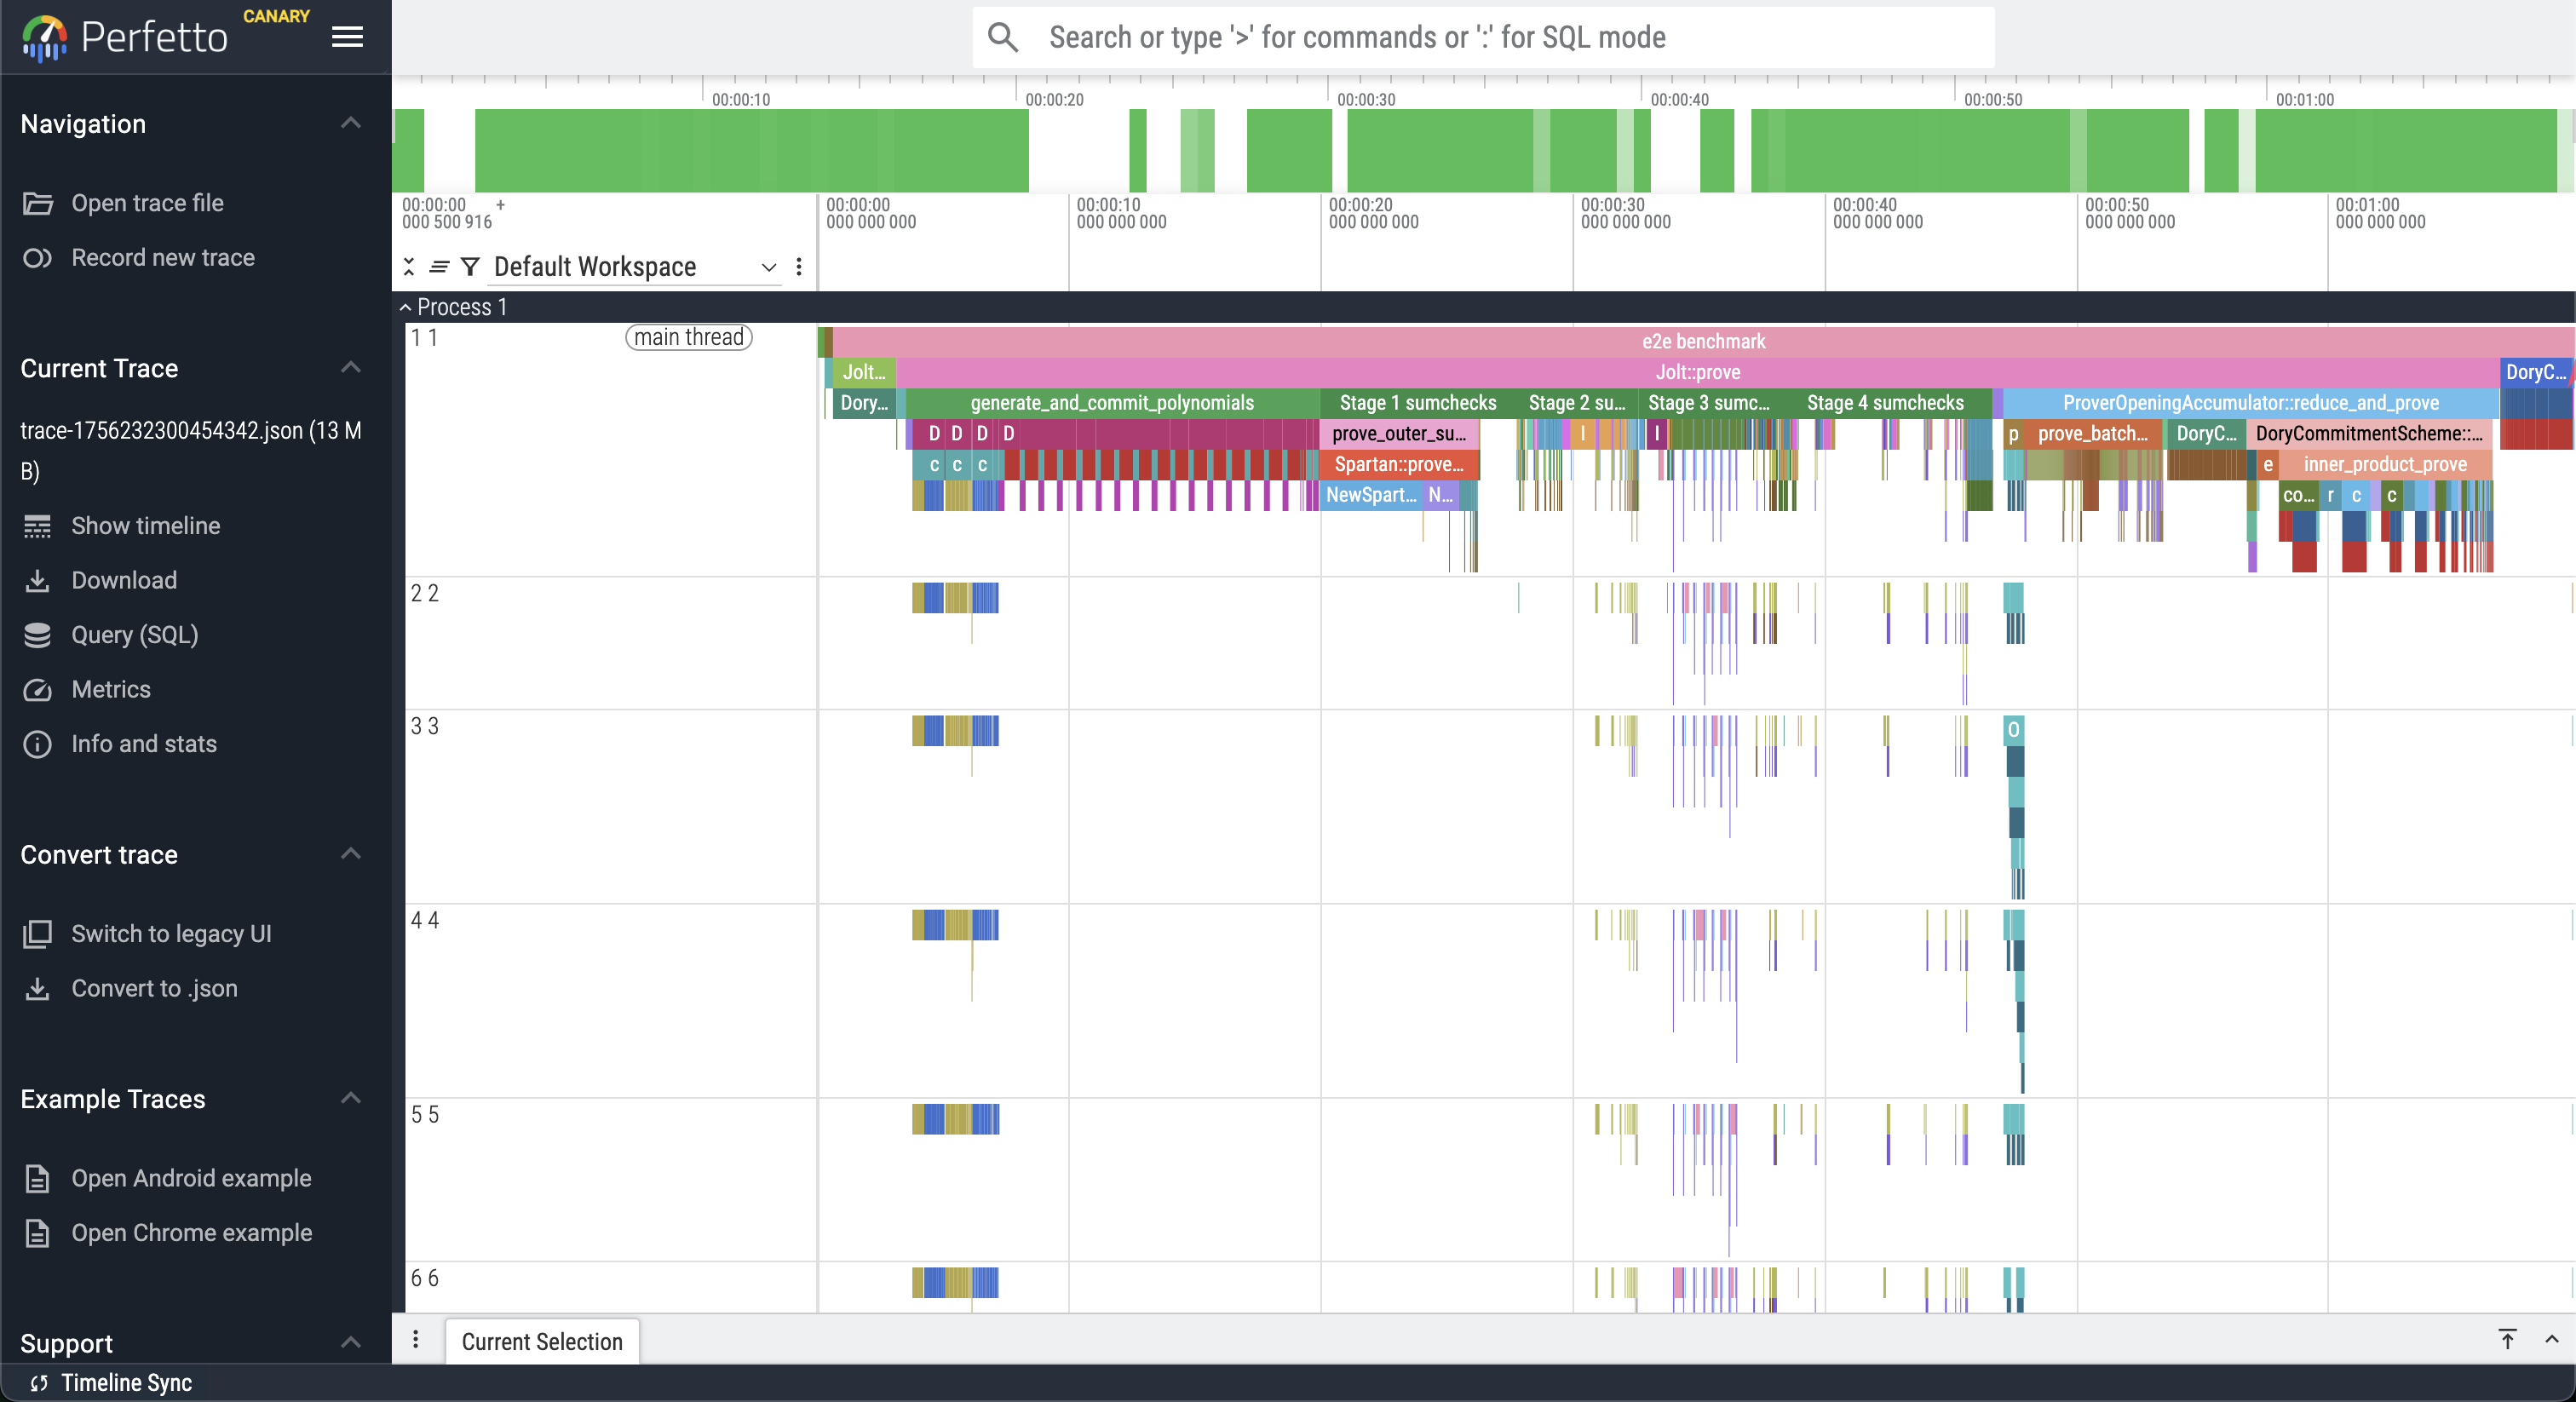 Perfetto
CANARY
Search or type '>' for commands or ':' for SQL mode
Navigation
Open trace file
Record new trace
Current Trace
trace-1756232300454342.json (13 M
B)
Show timeline
Download
Query (SQL)
Metrics
Info and stats
Convert trace
Switch to legacy UI
Convert to .json
Example Traces
Open Android example
Open Chrome example
Support
Timeline Sync
00:00:10 00:00:20 00:00:30 00:00:40 00:00:50 00:01:00
00:00:00 + 00:00:00 00:00:10 00:00:20 00:00:30 00:00:40 00:00:50 00:01:00
000 500 916 000 000 000 000 000 000 000 000 000 000 000 000 000 000 000 000 000 000 000 000 000
Default Workspace
Process 1
1 1 main thread e2e benchmark
Jolt... Jolt::prove DoryC...
Dory... generate_and_commit_polynomials Stage 1 sumchecks Stage 2 su... Stage 3 sumc... Stage 4 sumchecks ProverOpeningAccumulator::reduce_and_prove
D D D D prove_outer_su... I I p prove_batch... DoryC... DoryCommitmentScheme::...
c c c Spartan::prove... e inner_product_prove
NewSpart... N... co... r c c
2 2
3 3 O
4 4
5 5
6 6
Current Selection